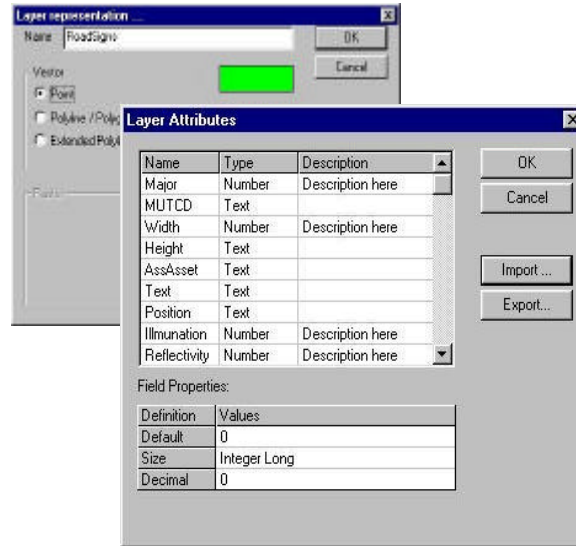 Layer representation ...
Name RoadSigns
OK
Cancel
Vector
Point
Polyline / Polyg
Extended Polyli
Layer Attributes
Name Type Description
Major Number Description here
MUTCD Text
Width Number Description here
Height Text
AssAsset Text
Text Text
Position Text
Illmunation Number Description here
Reflectivity Number Description here
OK
Cancel
Import ...
Export...
Field Properties:
Definition Values
Default 0
Size Integer Long
Decimal 0